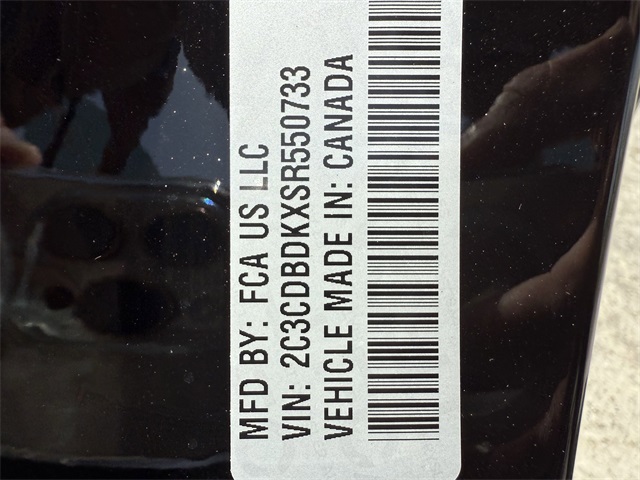 MFD BY: FCA US LLC
VIN: 2C3CDBDKXSR550733
VEHICLE MADE IN: CANADA